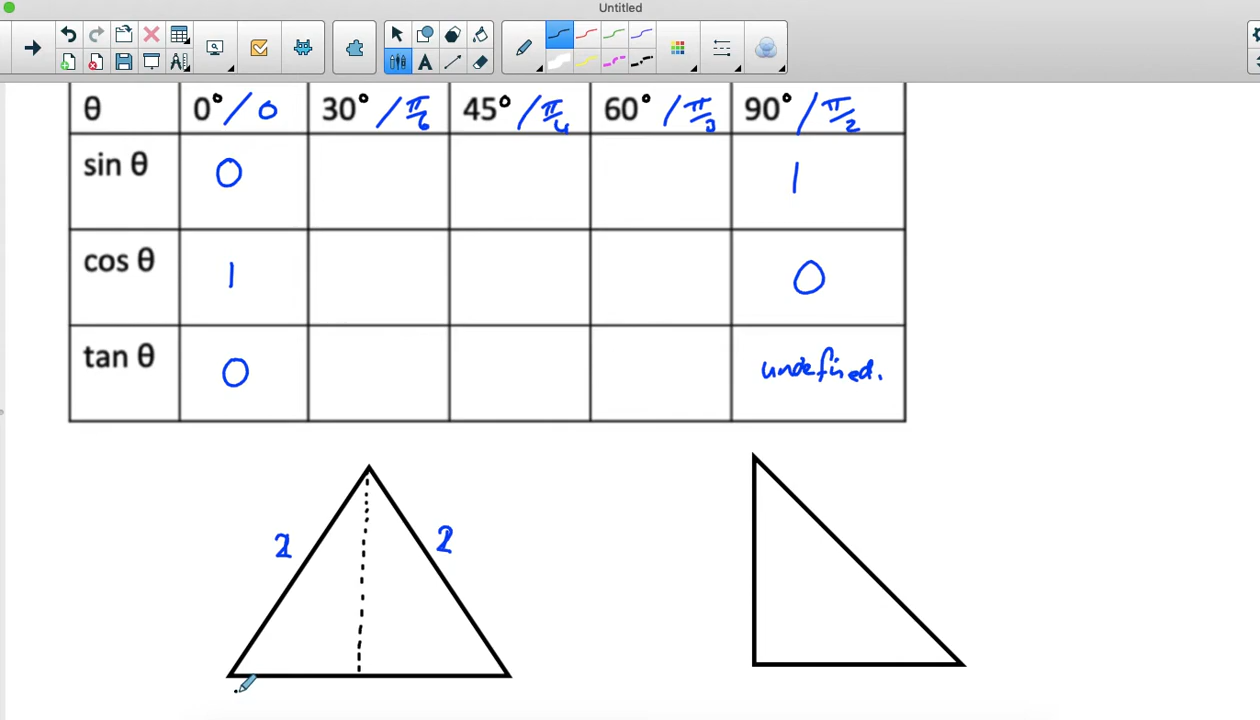 Untitled
θ 0°/0 30°/π/6 45°/π/4 60°/π/3 90°/π/2
sin θ 0 1
cos θ 1 0
tan θ 0 undefined.
2 2